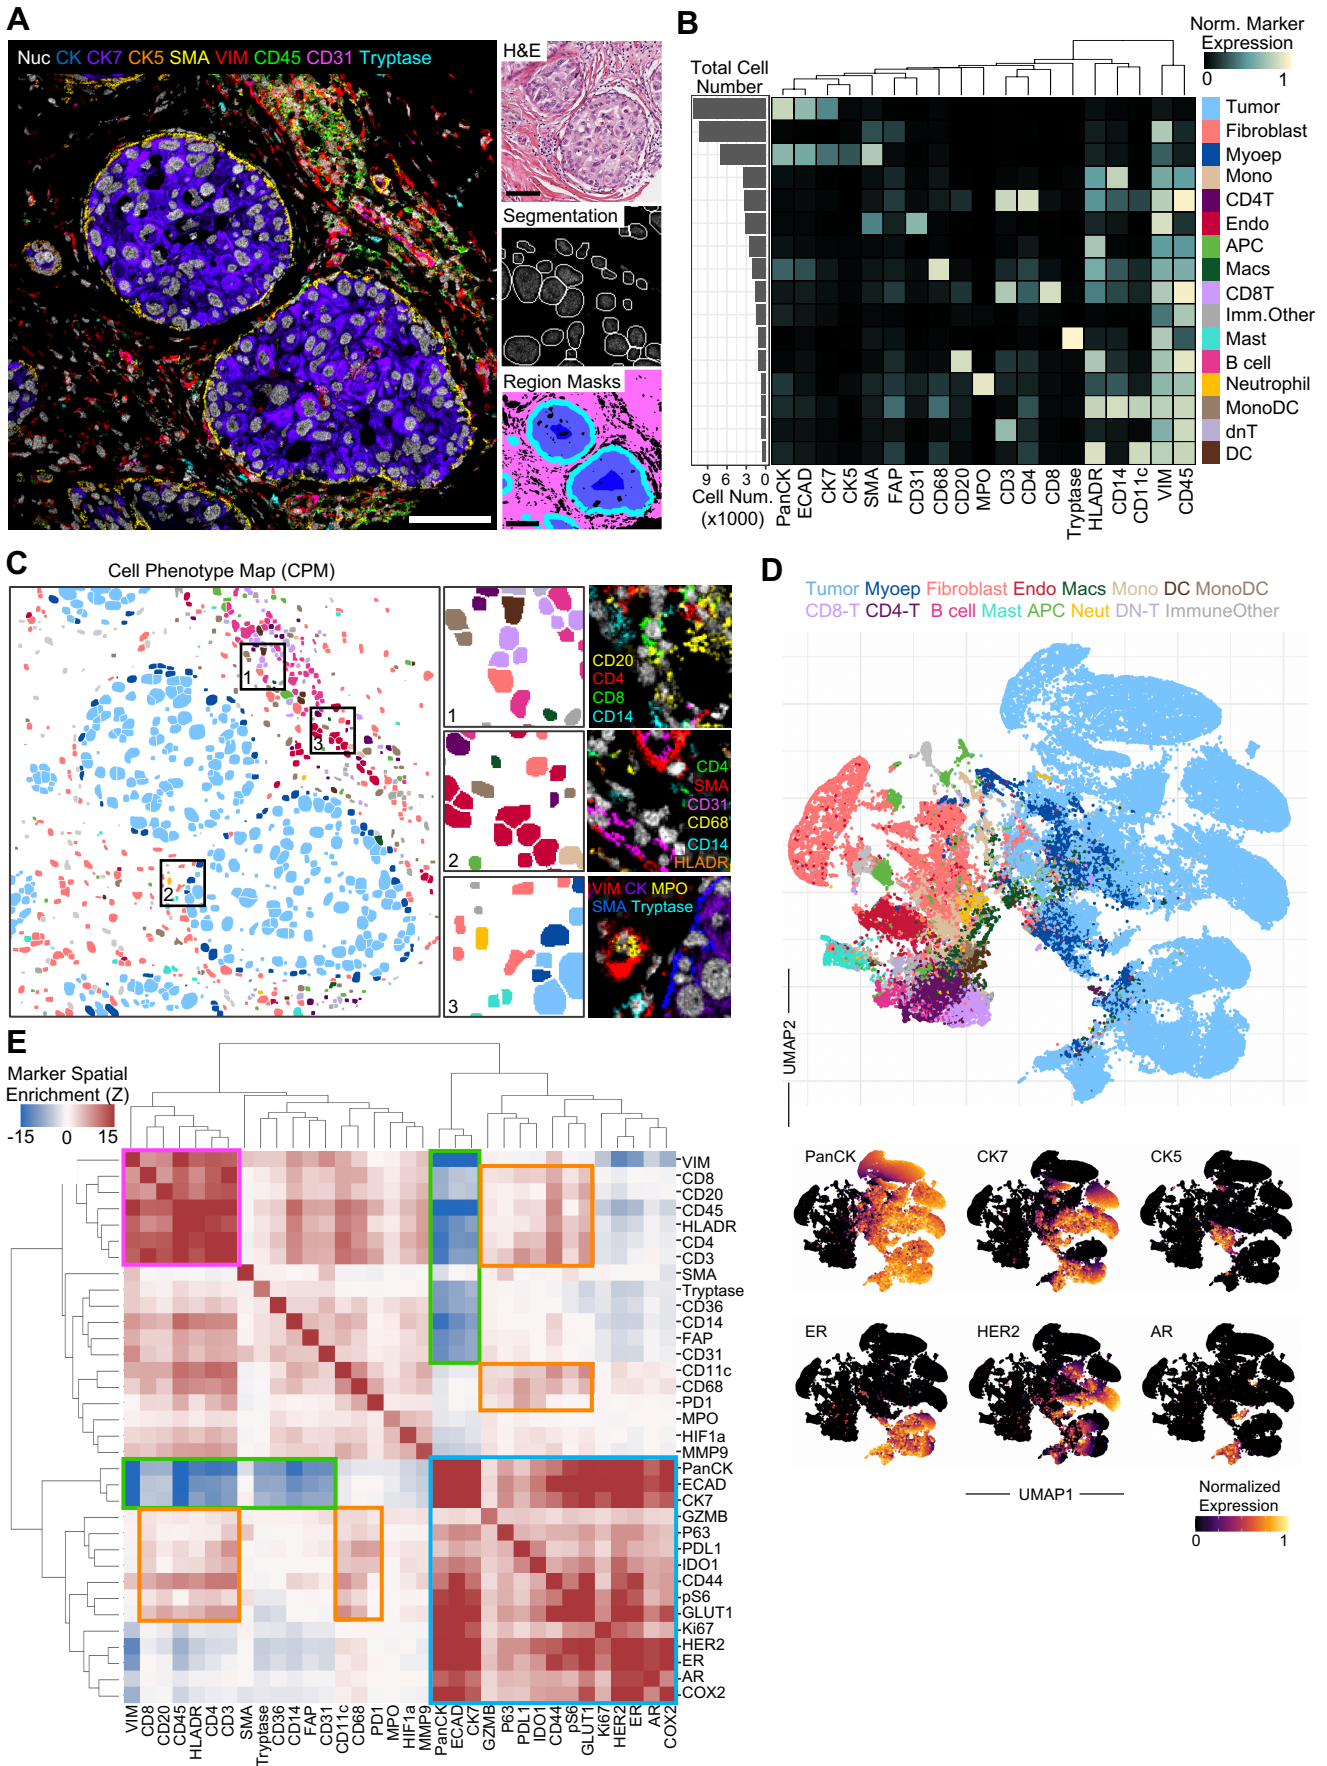 A
Nuc CK CK7 CK5 SMA VIM CD45 CD31 Tryptase
H&E
Segmentation
Region Masks
B
Norm. Marker
Expression
0 1
Total Cell
Number
Tumor
Fibroblast
Myoep
Mono
CD4T
Endo
APC
Macs
CD8T
Imm.Other
Mast
B cell
Neutrophil
MonoDC
dnT
DC
9 6 3 0
Cell Num.
(x1000)
PanCK
ECAD
CK7
CK5
SMA
FAP
CD31
CD68
CD20
MPO
CD3
CD4
CD8
Tryptase
HLADR
CD14
CD11c
VIM
CD45
C
Cell Phenotype Map (CPM)
1
3
2
1
CD20
CD4
CD8
CD14
2
CD4
SMA
CD31
CD68
CD14
HLADR
3
VIM CK MPO
SMA Tryptase
D
Tumor Myoep Fibroblast Endo Macs Mono DC MonoDC
CD8-T CD4-T B cell Mast APC Neut DN-T ImmuneOther
UMAP2
PanCK
CK7
CK5
ER
HER2
AR
UMAP1
Normalized
Expression
0 1
E
Marker Spatial
Enrichment (Z)
-15 0 15
VIM
CD8
CD20
CD45
HLADR
CD4
CD3
SMA
Tryptase
CD36
CD14
FAP
CD31
CD11c
CD68
PD1
MPO
HIF1a
MMP9
PanCK
ECAD
CK7
GZMB
P63
PDL1
IDO1
CD44
pS6
GLUT1
Ki67
HER2
ER
AR
COX2
VIM
CD8
CD20
CD45
HLADR
CD4
CD3
SMA
Tryptase
CD36
CD14
FAP
CD31
CD11c
CD68
PD1
MPO
HIF1a
MMP9
PanCK
ECAD
CK7
GZMB
P63
PDL1
IDO1
CD44
pS6
GLUT1
Ki67
HER2
ER
AR
COX2